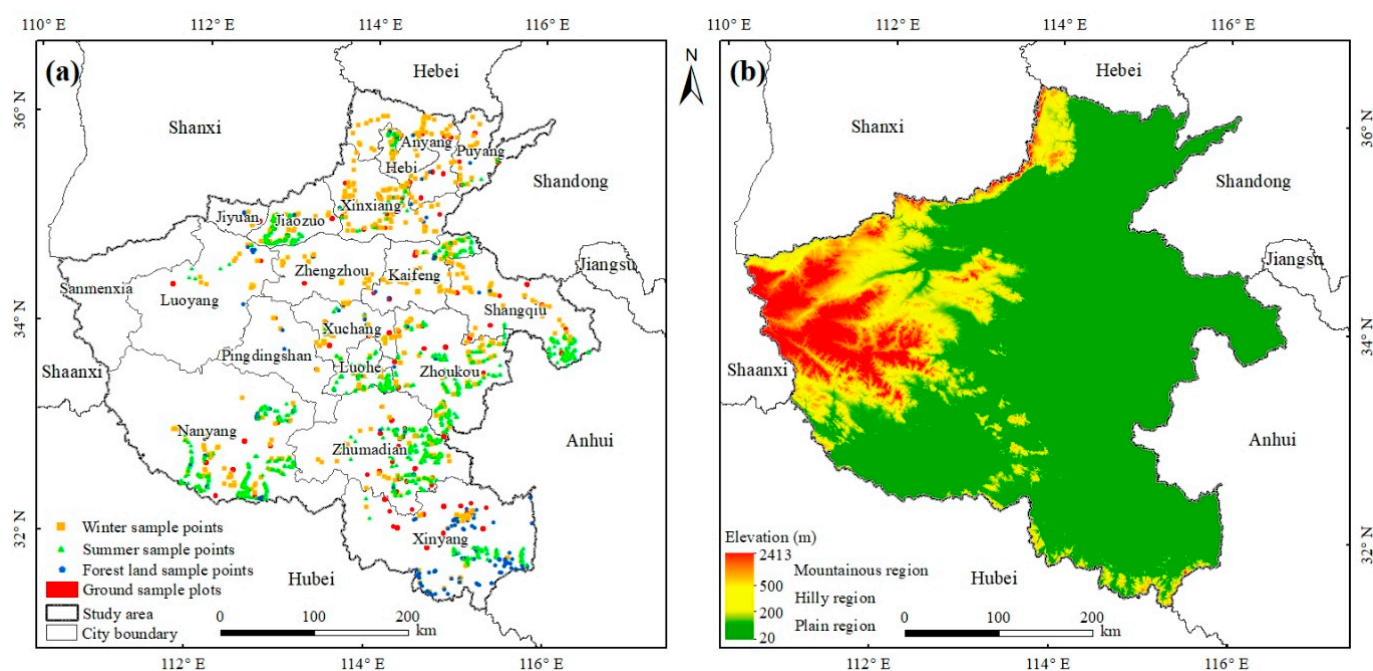 110° E
112° E
114° E
116° E
(a)
Hebei
36° N
Shanxi
Anyang
Puyang
Hebi
Shandong
Xinxiang
Jiyuan
Jiaozuo
Zhengzhou
Kaifeng
Jiangsu
Sanmenxia
Luoyang
Shangqiu
34° N
Xuchang
Pingdingshan
Luohe
Zhoukou
Shaanxi
Nanyang
Zhumadian
Anhui
32° N
Xinyang
Hubei
Winter sample points
Summer sample points
Forest land sample points
Ground sample plots
Study area
City boundary
0 100 200
km
112° E
114° E
116° E
N
110° E
112° E
114° E
116° E
(b)
Hebei
36° N
Shanxi
Shandong
Jiangsu
34° N
Shaanxi
Anhui
32° N
Hubei
Elevation (m)
2413
Mountainous region
500
Hilly region
200
Plain region
20
0 100 200
km
112° E
114° E
116° E